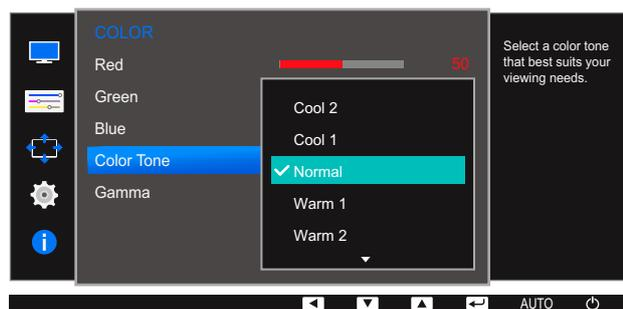 COLOR
Red 50
Green
Blue
Color Tone
Gamma
Cool 2
Cool 1
Normal
Warm 1
Warm 2
Select a color tone
that best suits your
viewing needs.
AUTO